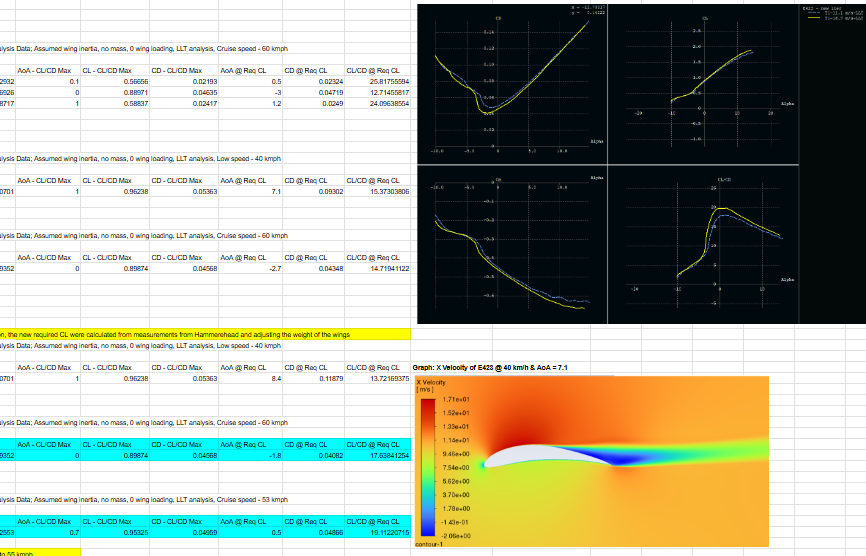 lysis Data; Assumed wing inertia, no mass, 0 wing loading, LLT analysis, Cruise speed - 60 kmph
AoA - CL/CD Max CL - CL/CD Max CD - CL/CD Max AoA @ Req CL CD @ Req CL CL/CD @ Req CL
2932 0.1 0.56656 0.02193 0.5 0.02324 25.81755594
6926 0 0.88971 0.04635 -3 0.04719 12.71455817
8717 1 0.58837 0.02417 1.2 0.0249 24.09638554
lysis Data; Assumed wing inertia, no mass, 0 wing loading, LLT analysis, Low speed - 40 kmph
AoA - CL/CD Max CL - CL/CD Max CD - CL/CD Max AoA @ Req CL CD @ Req CL CL/CD @ Req CL
0701 1 0.96238 0.05363 7.1 0.09302 15.37303806
lysis Data; Assumed wing inertia, no mass, 0 wing loading, LLT analysis, Cruise speed - 60 kmph
AoA - CL/CD Max CL - CL/CD Max CD - CL/CD Max AoA @ Req CL CD @ Req CL CL/CD @ Req CL
9352 0 0.89874 0.04568 -2.7 0.04348 14.71941122
on, the new required CL were calculated from measurements from Hammerehead and adjusting the weight of the wings
lysis Data; Assumed wing inertia, no mass, 0 wing loading, LLT analysis, Low speed - 40 kmph
AoA - CL/CD Max CL - CL/CD Max CD - CL/CD Max AoA @ Req CL CD @ Req CL CL/CD @ Req CL
0701 1 0.96238 0.05363 8.4 0.11879 13.72169375
lysis Data; Assumed wing inertia, no mass, 0 wing loading, LLT analysis, Cruise speed - 60 kmph
AoA - CL/CD Max CL - CL/CD Max CD - CL/CD Max AoA @ Req CL CD @ Req CL CL/CD @ Req CL
9352 0 0.89874 0.04568 -1.8 0.04082 17.63841254
lysis Data; Assumed wing inertia, no mass, 0 wing loading, LLT analysis, Cruise speed - 53 kmph
AoA - CL/CD Max CL - CL/CD Max CD - CL/CD Max AoA @ Req CL CD @ Req CL CL/CD @ Req CL
2553 0.7 0.95325 0.04959 0.5 0.04866 19.11220715
to 55 kmph
CD
Alpha
CL
Alpha
Alpha
CL/CD
Alpha
Graph: X Velocity of E423 @ 40 km/h & AoA = 7.1
X Velocity
[ m/s ]
1.71e+01
1.52e+01
1.33e+01
1.14e+01
9.46e+00
7.54e+00
5.62e+00
3.70e+00
1.78e+00
-1.43e-01
-2.06e+00
contour-1